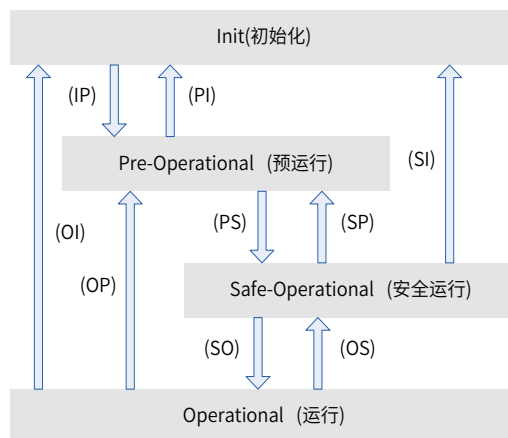 Init(初始化)
(IP)
(PI)
Pre-Operational (预运行)
(SI)
(PS)
(SP)
(OI)
(OP)
Safe-Operational (安全运行)
(SO)
(OS)
Operational (运行)